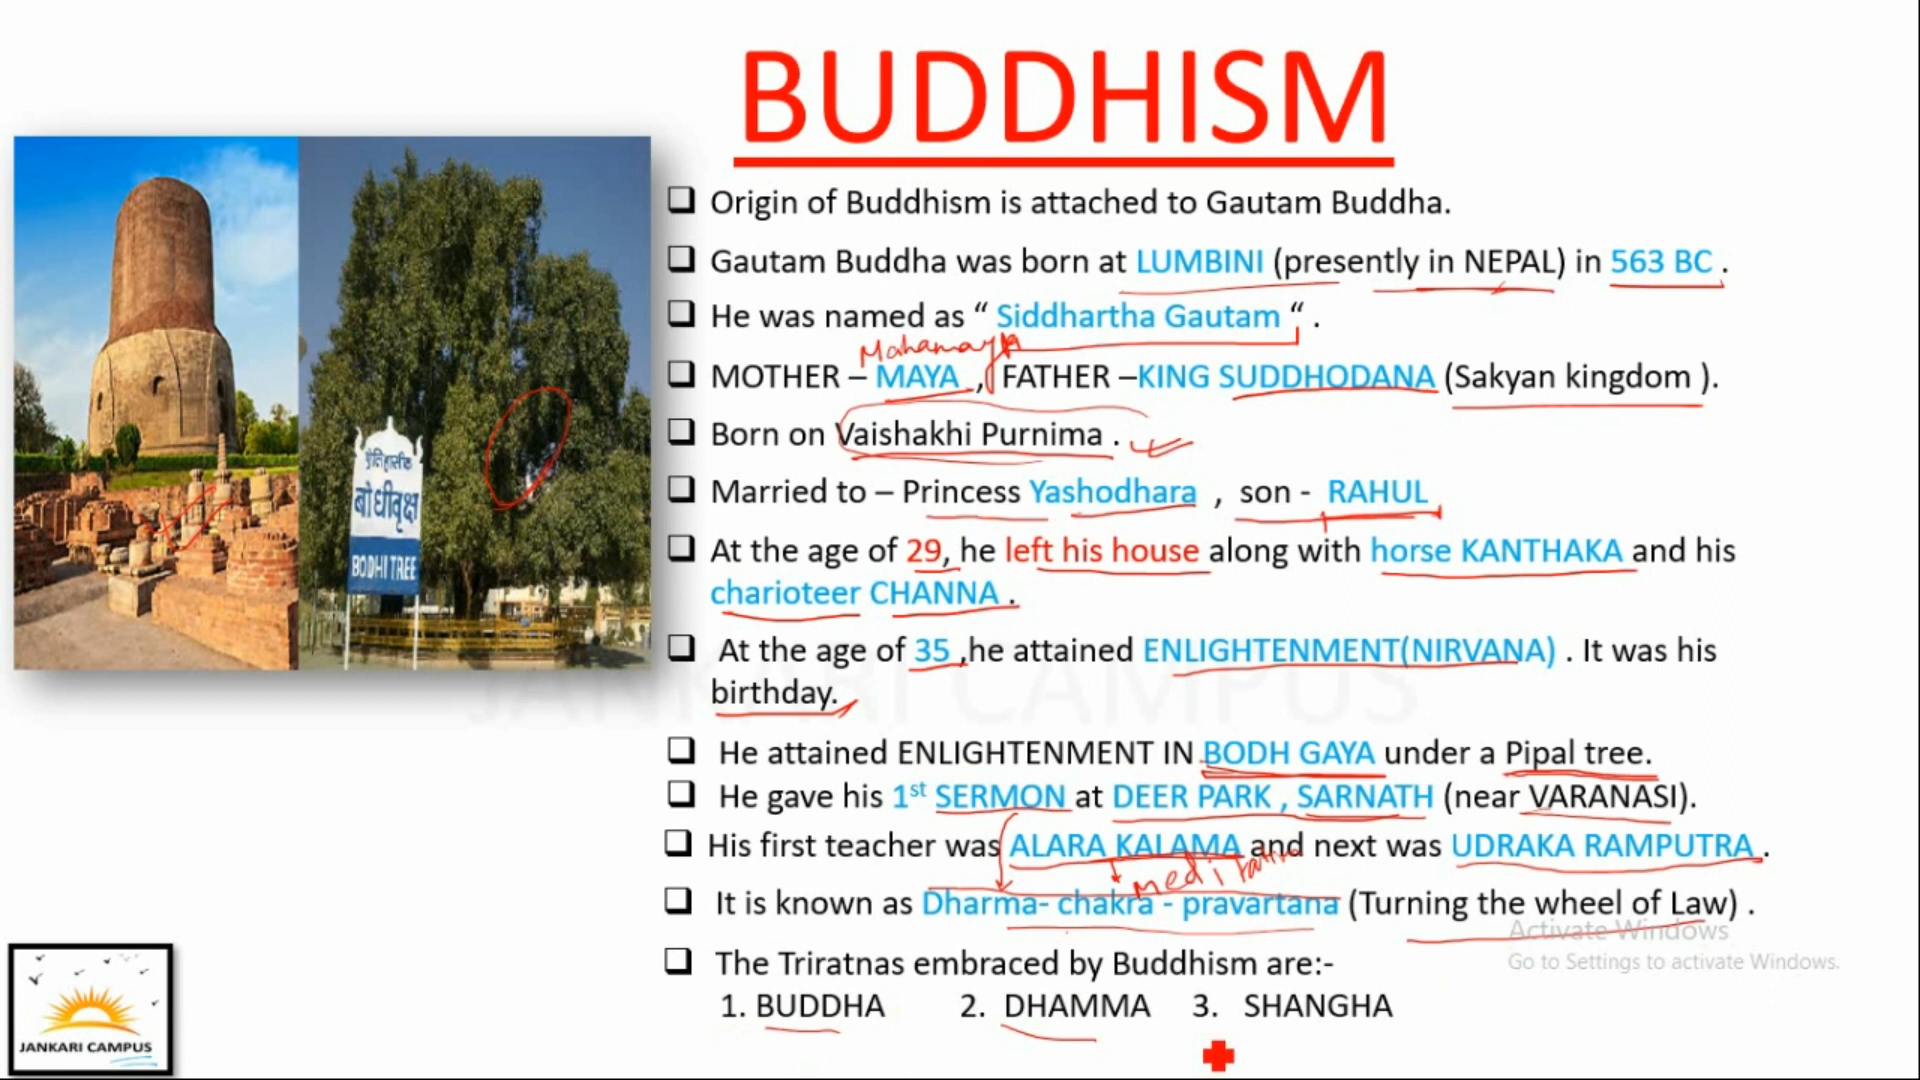 BUDDHISM
Origin of Buddhism is attached to Gautam Buddha.
Gautam Buddha was born at LUMBINI (presently in NEPAL) in 563 BC .
He was named as “ Siddhartha Gautam “ .
Mahamaya
MOTHER – MAYA , FATHER –KING SUDDHODANA (Sakyan kingdom ).
Born on Vaishakhi Purnima .
Married to – Princess Yashodhara , son - RAHUL
At the age of 29, he left his house along with horse KANTHAKA and his
charioteer CHANNA .
At the age of 35 ,he attained ENLIGHTENMENT(NIRVANA) . It was his
birthday.
He attained ENLIGHTENMENT IN BODH GAYA under a Pipal tree.
He gave his 1st SERMON at DEER PARK , SARNATH (near VARANASI).
His first teacher was ALARA KALAMA and next was UDRAKA RAMPUTRA .
meditation
It is known as Dharma- chakra - pravartana (Turning the wheel of Law) .
The Triratnas embraced by Buddhism are:-
1. BUDDHA 2. DHAMMA 3. SHANGHA
ऐतिहासीक
बोधीवृक्ष
BODHI TREE
JANKARI CAMPUS
JANKARI CAMPUS
Activate Windows
Go to Settings to activate Windows.